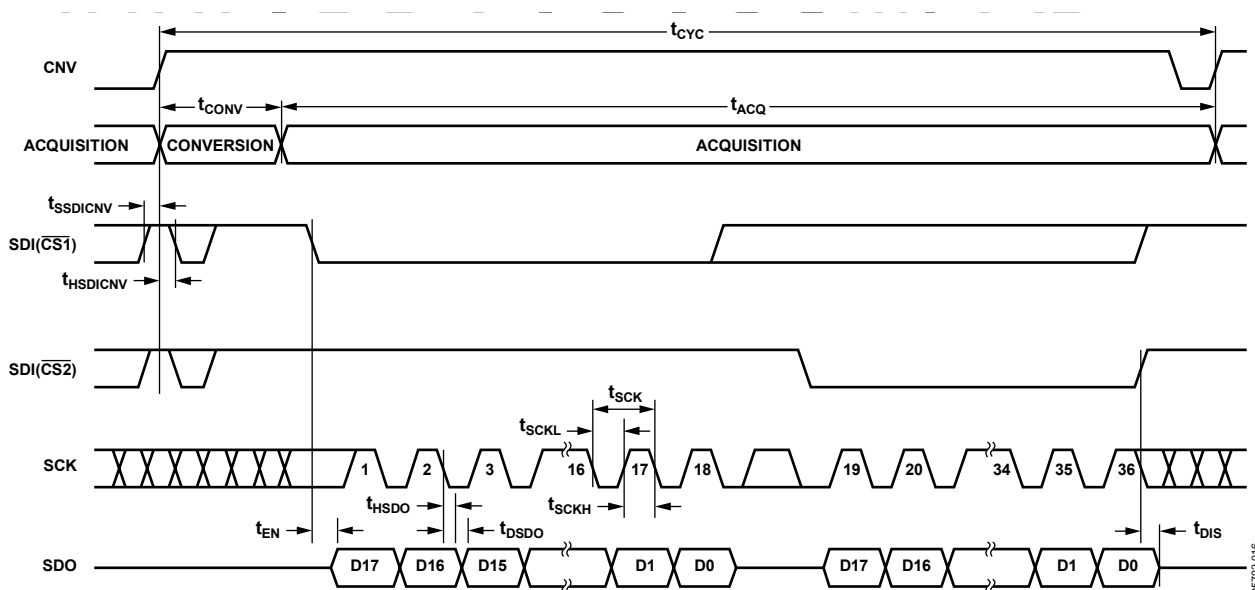 tCYC
CNV
tCONV
tACQ
ACQUISITION
CONVERSION
ACQUISITION
tSSDICNV
SDI(CS1)
tHSDICNV
SDI(CS2)
tSCK
tSCKL
SCK
1 2 3 16 17 18 19 20 34 35 36
tHSDO
tSCKH
tEN
tDSDO
tDIS
SDO
D17 D16 D15 D1 D0 D17 D16 D1 D0